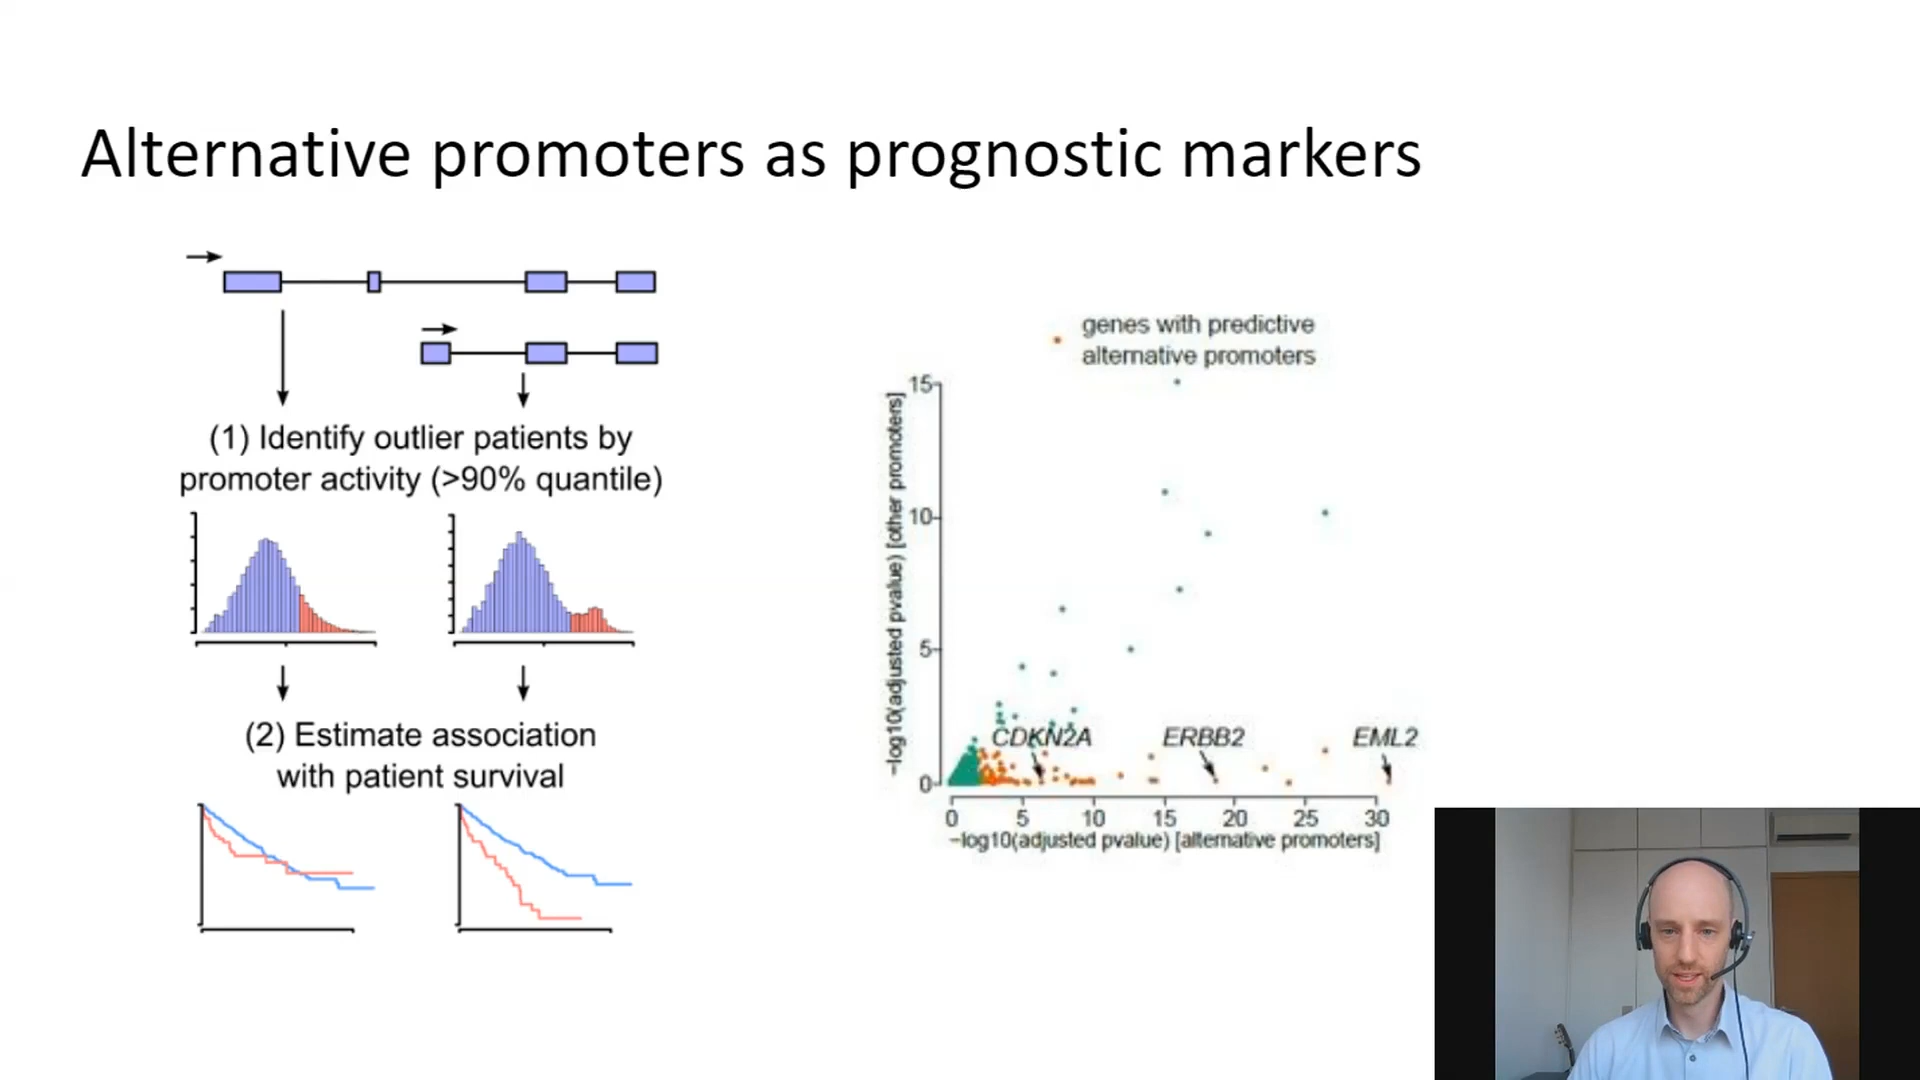 Alternative promoters as prognostic markers
(1) Identify outlier patients by
promoter activity (>90% quantile)
(2) Estimate association
with patient survival
genes with predictive
alternative promoters
−log10(adjusted pvalue) [other promoters]
15
10
5
0
CDKN2A
ERBB2
EML2
0 5 10 15 20 25 30
−log10(adjusted pvalue) [alternative promoters]